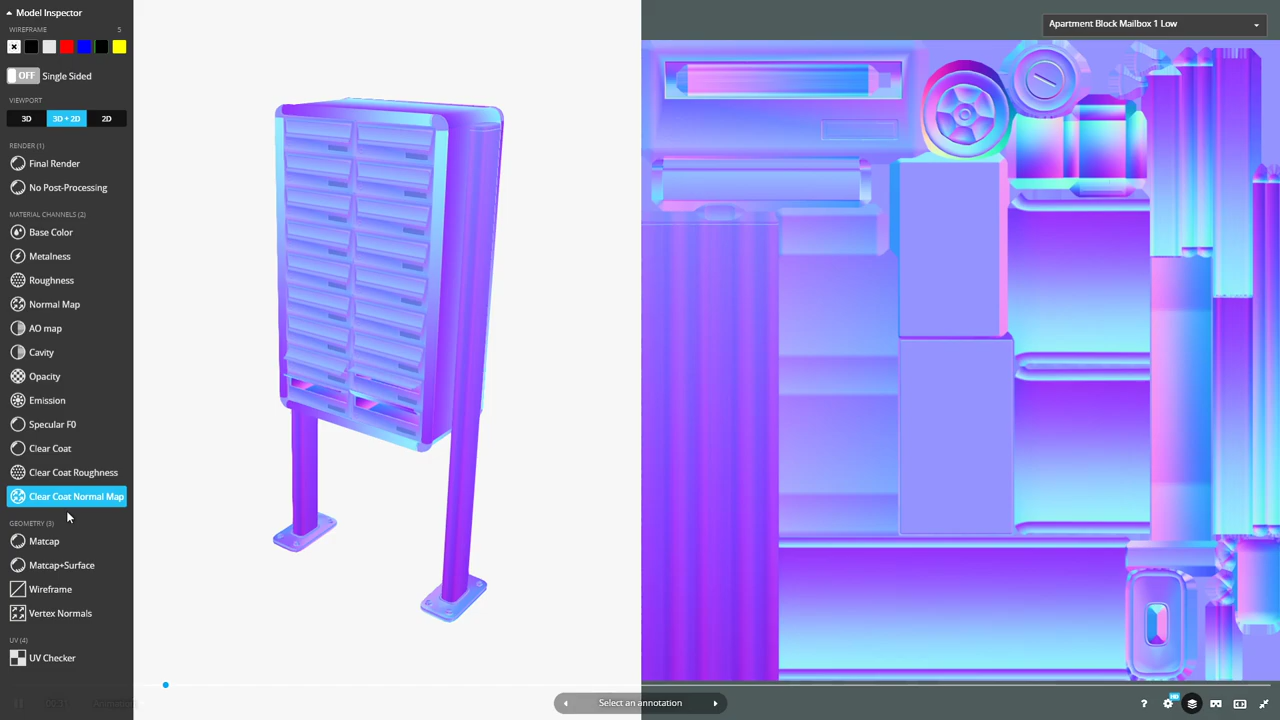 Model Inspector
WIREFRAME 5
OFF Single Sided
VIEWPORT
3D 3D + 2D 2D
RENDER (1)
Final Render
No Post-Processing
MATERIAL CHANNELS (2)
Base Color
Metalness
Roughness
Normal Map
AO map
Cavity
Opacity
Emission
Specular F0
Clear Coat
Clear Coat Roughness
Clear Coat Normal Map
GEOMETRY (3)
Matcap
Matcap+Surface
Wireframe
Vertex Normals
UV (4)
UV Checker
Apartment Block Mailbox 1 Low
Select an annotation
HD